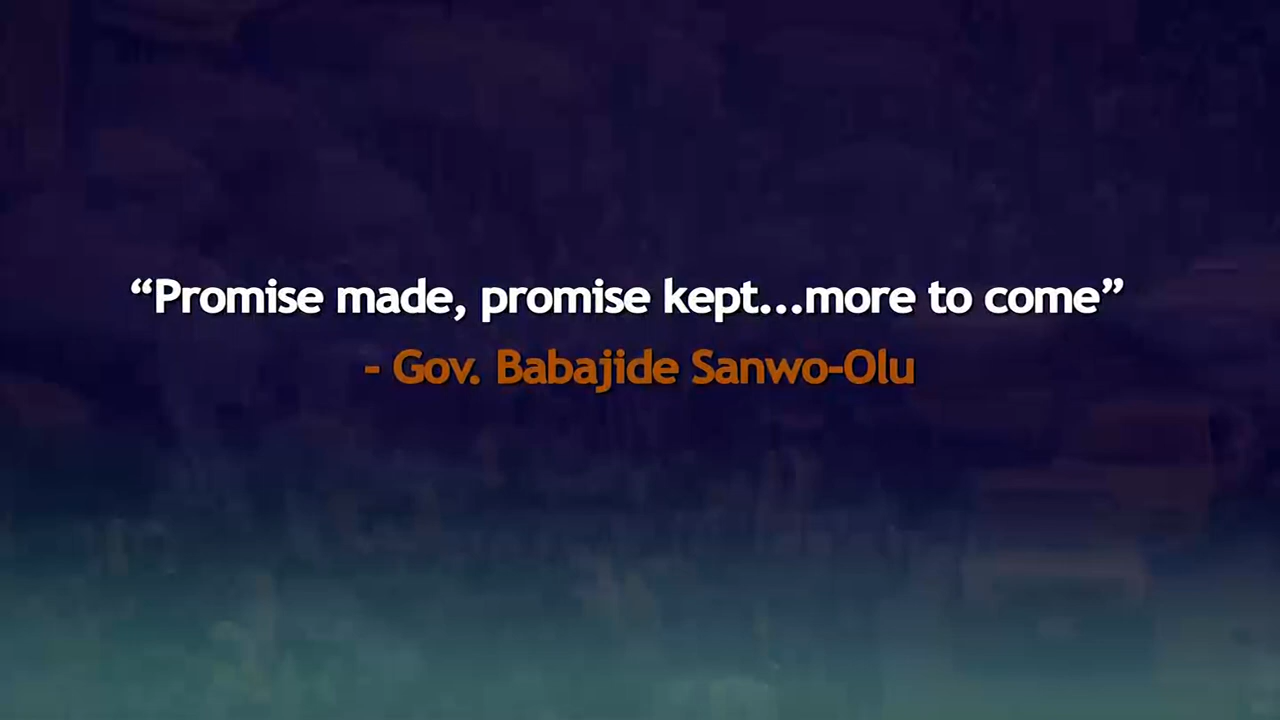 “Promise made, promise kept...more to come”
- Gov. Babajide Sanwo-Olu